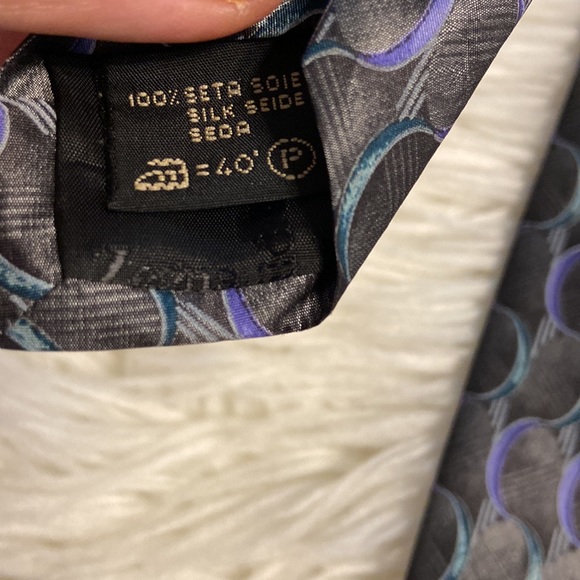 100% SETA SOIE
SILK SEIDE
SEDA
= 40° P